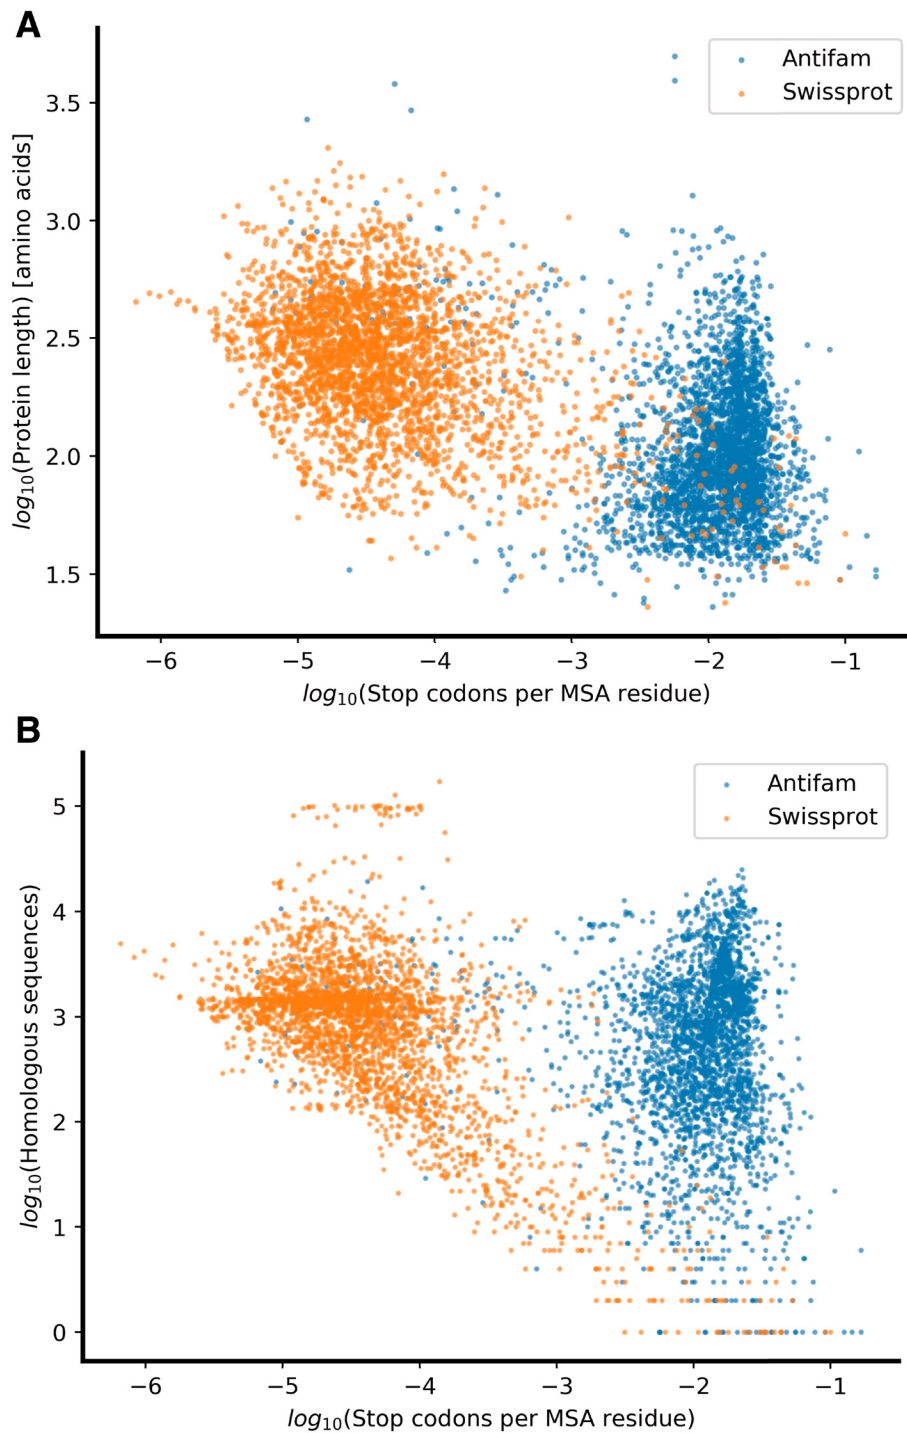 A
Antifam
Swissprot
3.5
3.0
2.5
2.0
1.5
log10(Protein length) [amino acids]
−6 −5 −4 −3 −2 −1
log10(Stop codons per MSA residue)
B
Antifam
Swissprot
5
4
3
2
1
0
log10(Homologous sequences)
−6 −5 −4 −3 −2 −1
log10(Stop codons per MSA residue)